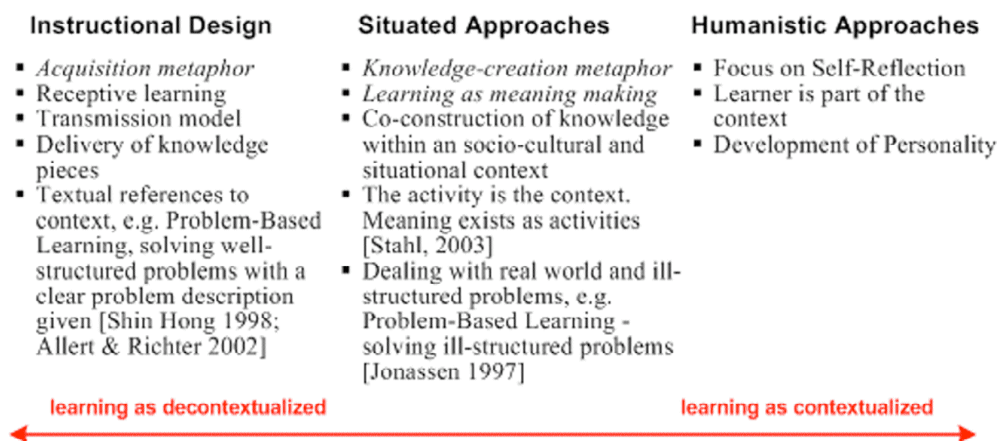 Instructional Design
▪ Acquisition metaphor
▪ Receptive learning
▪ Transmission model
▪ Delivery of knowledge
pieces
▪ Textual references to
context, e.g. Problem-Based
Learning, solving well-
structured problems with a
clear problem description
given [Shin Hong 1998;
Allert & Richter 2002]
Situated Approaches
▪ Knowledge-creation metaphor
▪ Learning as meaning making
▪ Co-construction of knowledge
within an socio-cultural and
situational context
▪ The activity is the context.
Meaning exists as activities
[Stahl, 2003]
▪ Dealing with real world and ill-
structured problems, e.g.
Problem-Based Learning -
solving ill-structured problems
[Jonassen 1997]
Humanistic Approaches
▪ Focus on Self-Reflection
▪ Learner is part of the
context
▪ Development of Personality
learning as decontextualized
learning as contextualized